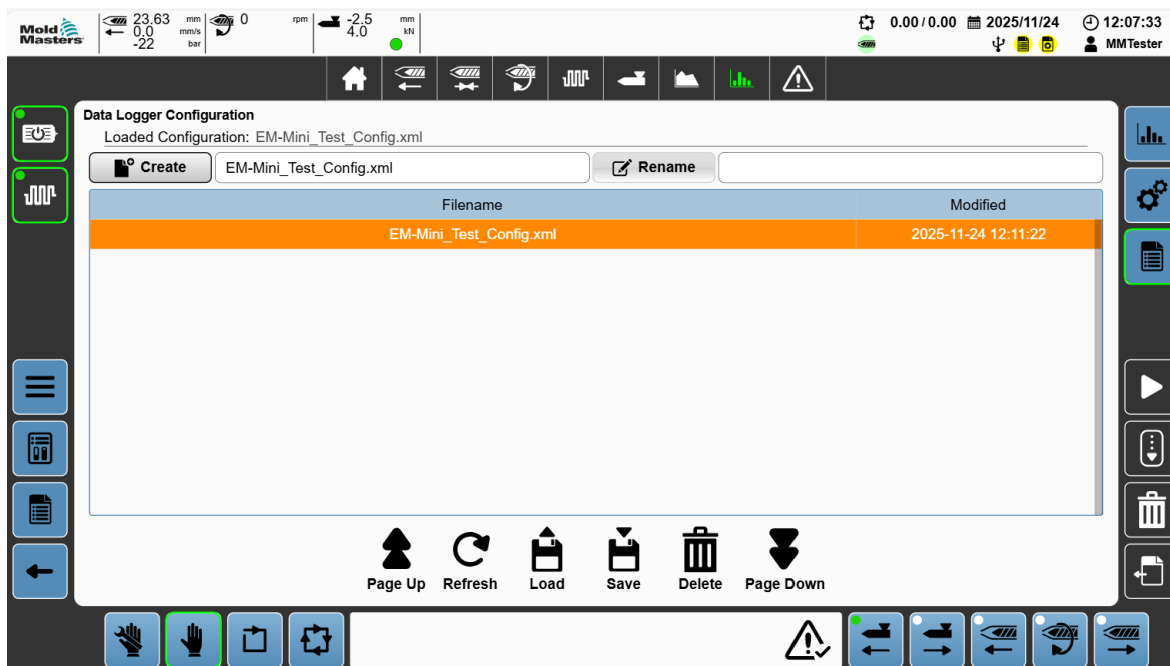 Mold
Masters
23.63 mm
0.0 mm/s
-22 bar
0 rpm
-2.5 mm
4.0 kN
0.00 / 0.00 2025/11/24 12:07:33
MMTester
Data Logger Configuration
Loaded Configuration: EM-Mini_Test_Config.xml
Create EM-Mini_Test_Config.xml Rename
Filename Modified
EM-Mini_Test_Config.xml 2025-11-24 12:11:22
Page Up Refresh Load Save Delete Page Down